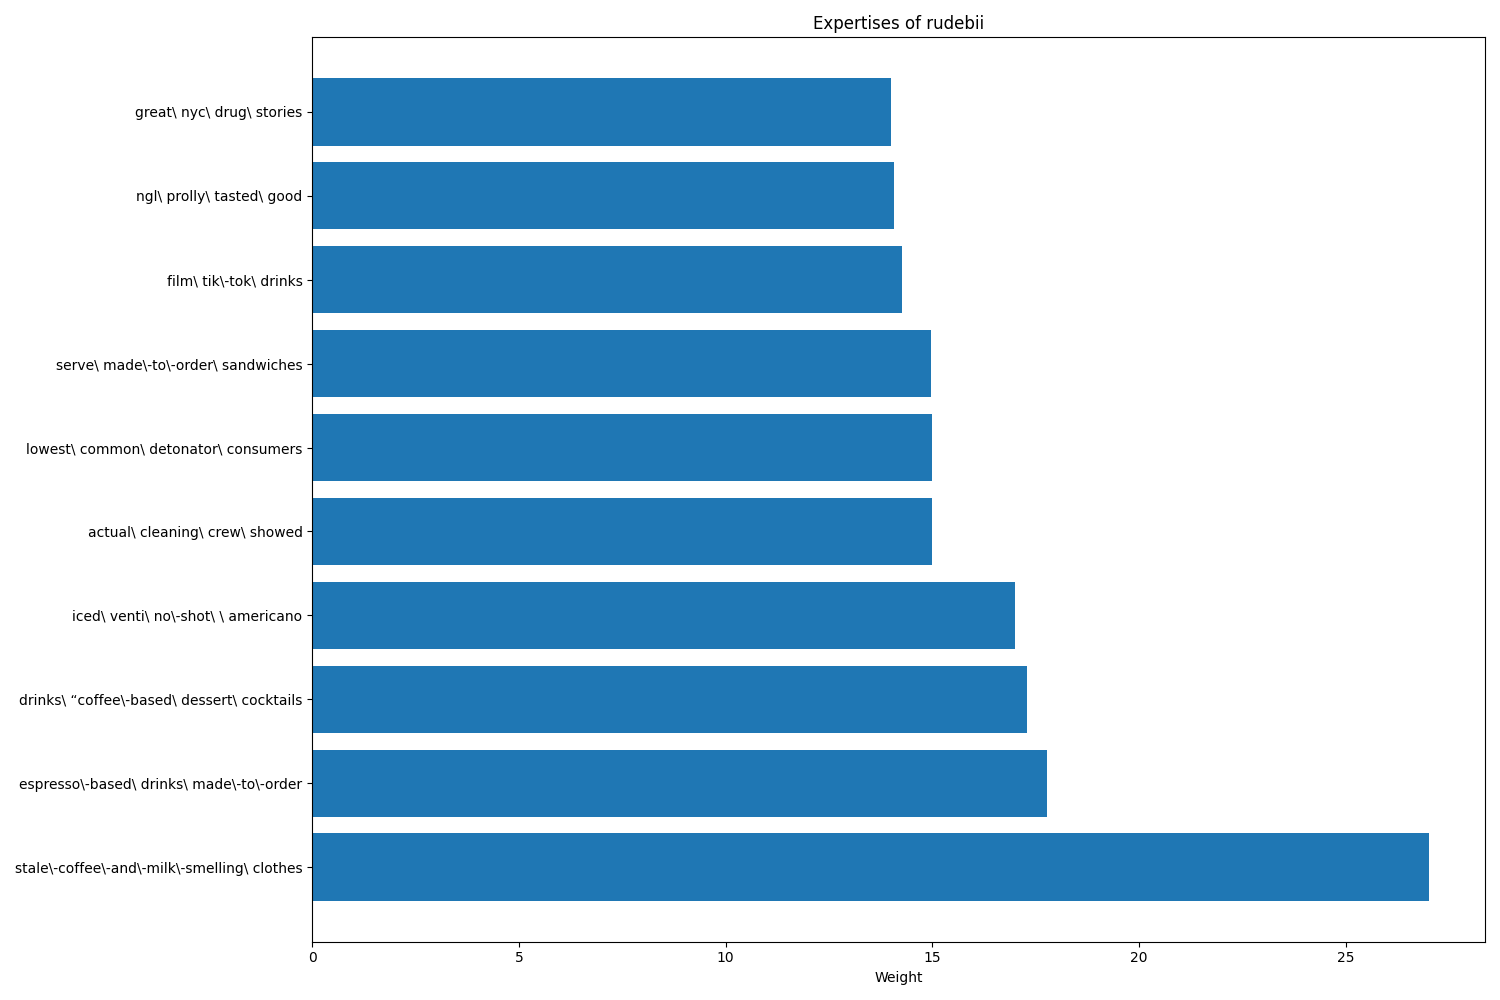 Expertises of rudebii
great\ nyc\ drug\ stories
ngl\ prolly\ tasted\ good
film\ tik\-tok\ drinks
serve\ made\-to\-order\ sandwiches
lowest\ common\ detonator\ consumers
actual\ cleaning\ crew\ showed
iced\ venti\ no\-shot\ \ americano
drinks\ “coffee\-based\ dessert\ cocktails
espresso\-based\ drinks\ made\-to\-order
stale\-coffee\-and\-milk\-smelling\ clothes
0 5 10 15 20 25
Weight